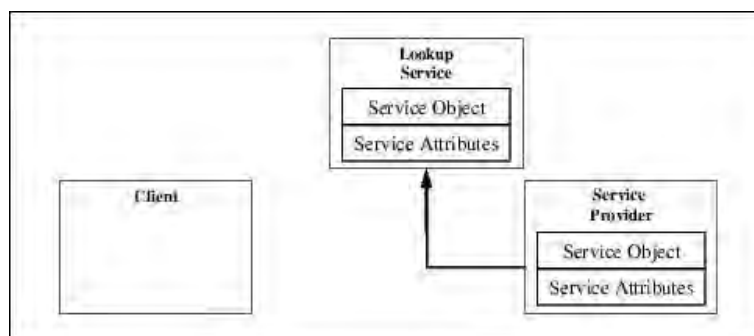 Lookup
Service
Service Object
Service Attributes
Client
Service
Provider
Service Object
Service Attributes